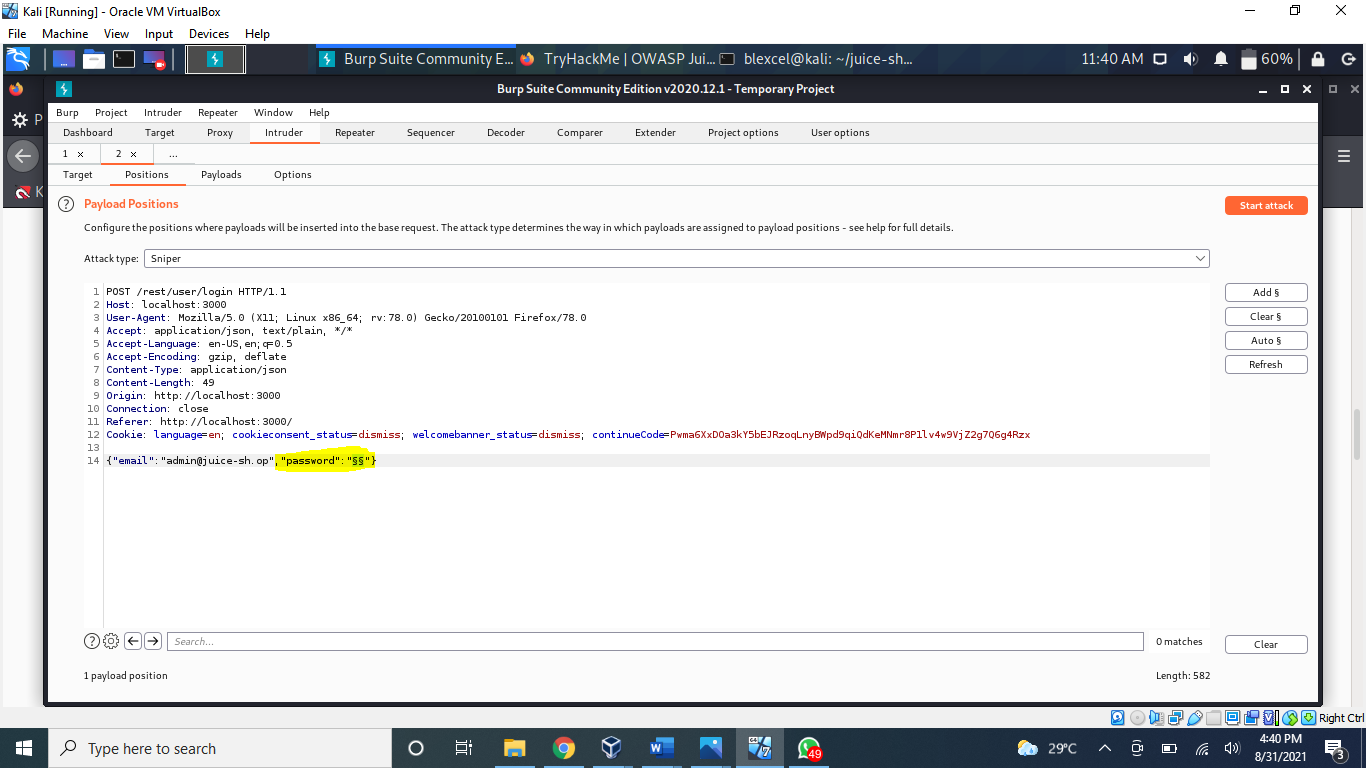 Kali [Running] - Oracle VM VirtualBox
File Machine View Input Devices Help
Burp Suite Community E... TryHackMe | OWASP Jui... blexcel@kali: ~/juice-sh... 11:40 AM 60%
Burp Suite Community Edition v2020.12.1 - Temporary Project
P
K
Burp Project Intruder Repeater Window Help
Dashboard Target Proxy Intruder Repeater Sequencer Decoder Comparer Extender Project options User options
1 × 2 × ...
Target Positions Payloads Options
? Payload Positions
Start attack
Configure the positions where payloads will be inserted into the base request. The attack type determines the way in which payloads are assigned to payload positions - see help for full details.
Attack type: Sniper
1 POST /rest/user/login HTTP/1.1
2 Host: localhost:3000
3 User-Agent: Mozilla/5.0 (X11; Linux x86_64; rv:78.0) Gecko/20100101 Firefox/78.0
4 Accept: application/json, text/plain, */*
5 Accept-Language: en-US,en;q=0.5
6 Accept-Encoding: gzip, deflate
7 Content-Type: application/json
8 Content-Length: 49
9 Origin: http://localhost:3000
10 Connection: close
11 Referer: http://localhost:3000/
12 Cookie: language=en; cookieconsent_status=dismiss; welcomebanner_status=dismiss; continueCode=Pwma6XxDOa3kY5bEJRzoqLnyBWpd9qiQdKeMNmr8P1lv4w9VjZ2g7Q6g4Rzx
13
14 {"email":"admin@juice-sh.op","password":"§§"}
Add §
Clear §
Auto §
Refresh
? Search... 0 matches Clear
1 payload position Length: 582
Right Ctrl
Type here to search
49
29°C
4:40 PM
8/31/2021
3